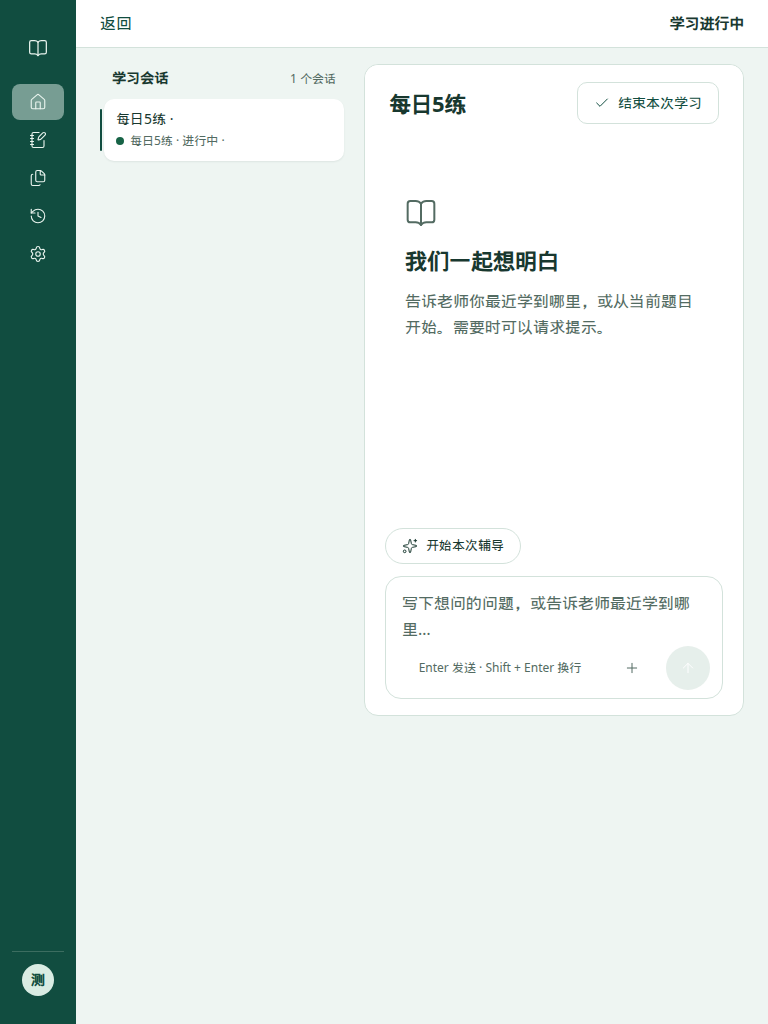 返回
学习进行中
学习会话
1 个会话
每日5练 ·
每日5练 · 进行中 ·
每日5练
结束本次学习
我们一起想明白
告诉老师你最近学到哪里，或从当前题目
开始。需要时可以请求提示。
开始本次辅导
写下想问的问题，或告诉老师最近学到哪
里...
Enter 发送 · Shift + Enter 换行
测